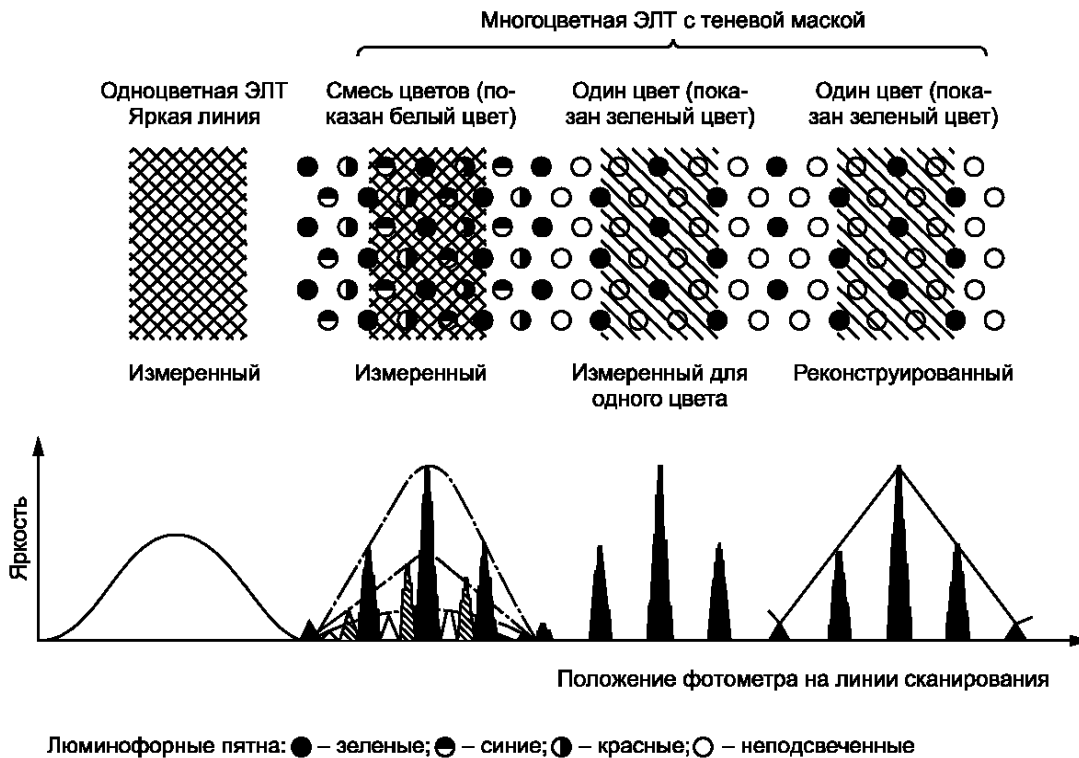 Многоцветная ЭЛТ с теневой маской
Одноцветная ЭЛТ
Яркая линия
Смесь цветов (по-
казан белый цвет)
Один цвет (пока-
зан зеленый цвет)
Один цвет (пока-
зан зеленый цвет)
Измеренный
Измеренный
Измеренный для
одного цвета
Реконструированный
Яркость
Положение фотометра на линии сканирования
Люминофорные пятна: – зеленые; – синие; – красные; – неподсвеченные